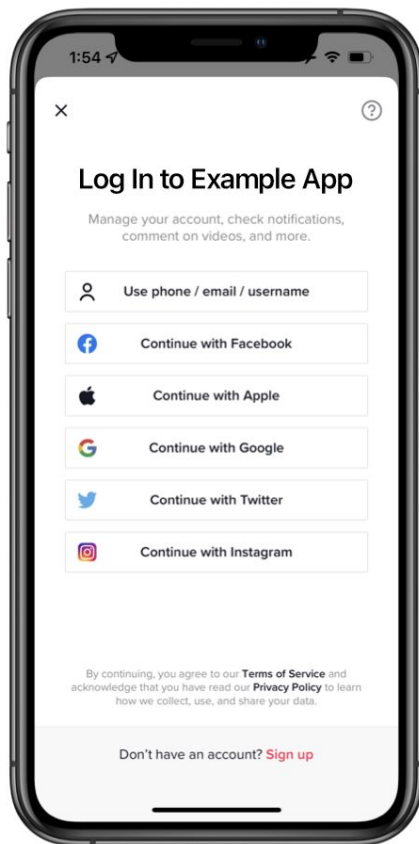 1:54
Log In to Example App
Manage your account, check notifications,
comment on videos, and more.
Use phone / email / username
Continue with Facebook
Continue with Apple
Continue with Google
Continue with Twitter
Continue with Instagram
By continuing, you agree to our Terms of Service and
acknowledge that you have read our Privacy Policy to learn
how we collect, use, and share your data.
Don’t have an account? Sign up